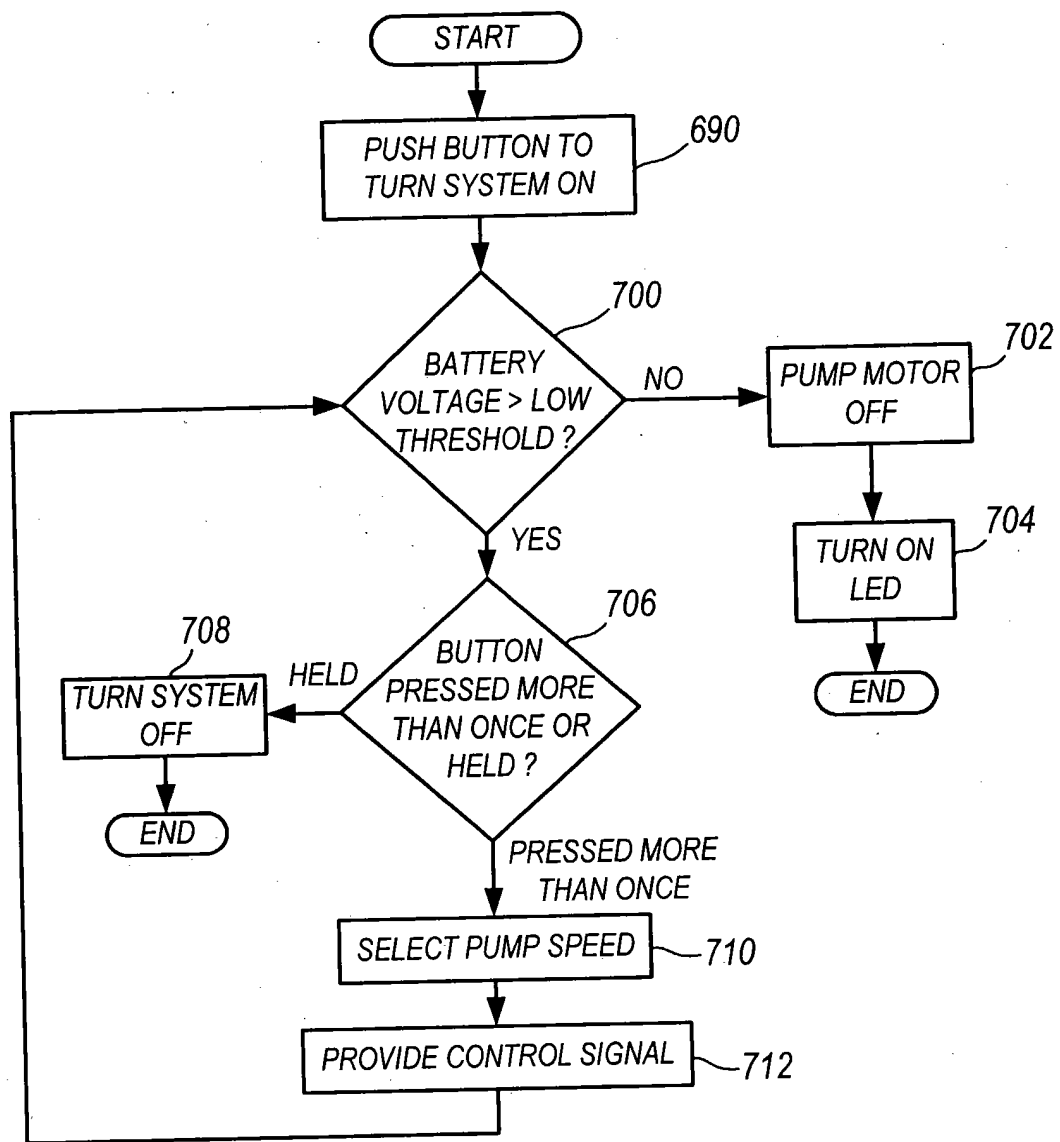 START
PUSH BUTTON TO
TURN SYSTEM ON
690
700
BATTERY
VOLTAGE > LOW
THRESHOLD ?
NO
702
PUMP MOTOR
OFF
YES
704
TURN ON
LED
END
706
BUTTON
PRESSED MORE
THAN ONCE OR
HELD ?
HELD
708
TURN SYSTEM
OFF
END
PRESSED MORE
THAN ONCE
SELECT PUMP SPEED
710
PROVIDE CONTROL SIGNAL
712